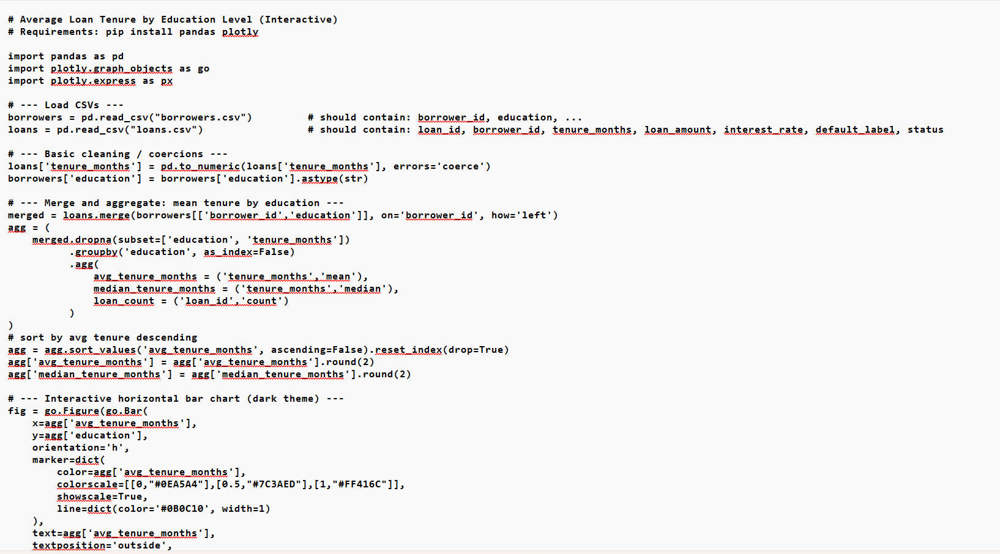 # Average Loan Tenure by Education Level (Interactive)
# Requirements: pip install pandas plotly
import pandas as pd
import plotly.graph_objects as go
import plotly.express as px
# --- Load CSVs ---
borrowers = pd.read_csv("borrowers.csv")         # should contain: borrower_id, education, ...
loans = pd.read_csv("loans.csv")                 # should contain: loan_id, borrower_id, tenure_months, loan_amount, interest_rate, default_label, status
# --- Basic cleaning / coercions ---
loans['tenure_months'] = pd.to_numeric(loans['tenure_months'], errors='coerce')
borrowers['education'] = borrowers['education'].astype(str)
# --- Merge and aggregate: mean tenure by education ---
merged = loans.merge(borrowers[['borrower_id','education']], on='borrower_id', how='left')
agg = (
    merged.dropna(subset=['education', 'tenure_months'])
          .groupby('education', as_index=False)
          .agg(
              avg_tenure_months = ('tenure_months','mean'),
              median_tenure_months = ('tenure_months','median'),
              loan_count = ('loan_id','count')
          )
)
# sort by avg tenure descending
agg = agg.sort_values('avg_tenure_months', ascending=False).reset_index(drop=True)
agg['avg_tenure_months'] = agg['avg_tenure_months'].round(2)
agg['median_tenure_months'] = agg['median_tenure_months'].round(2)
# --- Interactive horizontal bar chart (dark theme) ---
fig = go.Figure(go.Bar(
    x=agg['avg_tenure_months'],
    y=agg['education'],
    orientation='h',
    marker=dict(
        color=agg['avg_tenure_months'],
        colorscale=[[0,"#0EA5A4"],[0.5,"#7C3AED"],[1,"#FF416C"]],
        showscale=True,
        line=dict(color='#0B0C10', width=1)
    ),
    text=agg['avg_tenure_months'],
    textposition='outside',